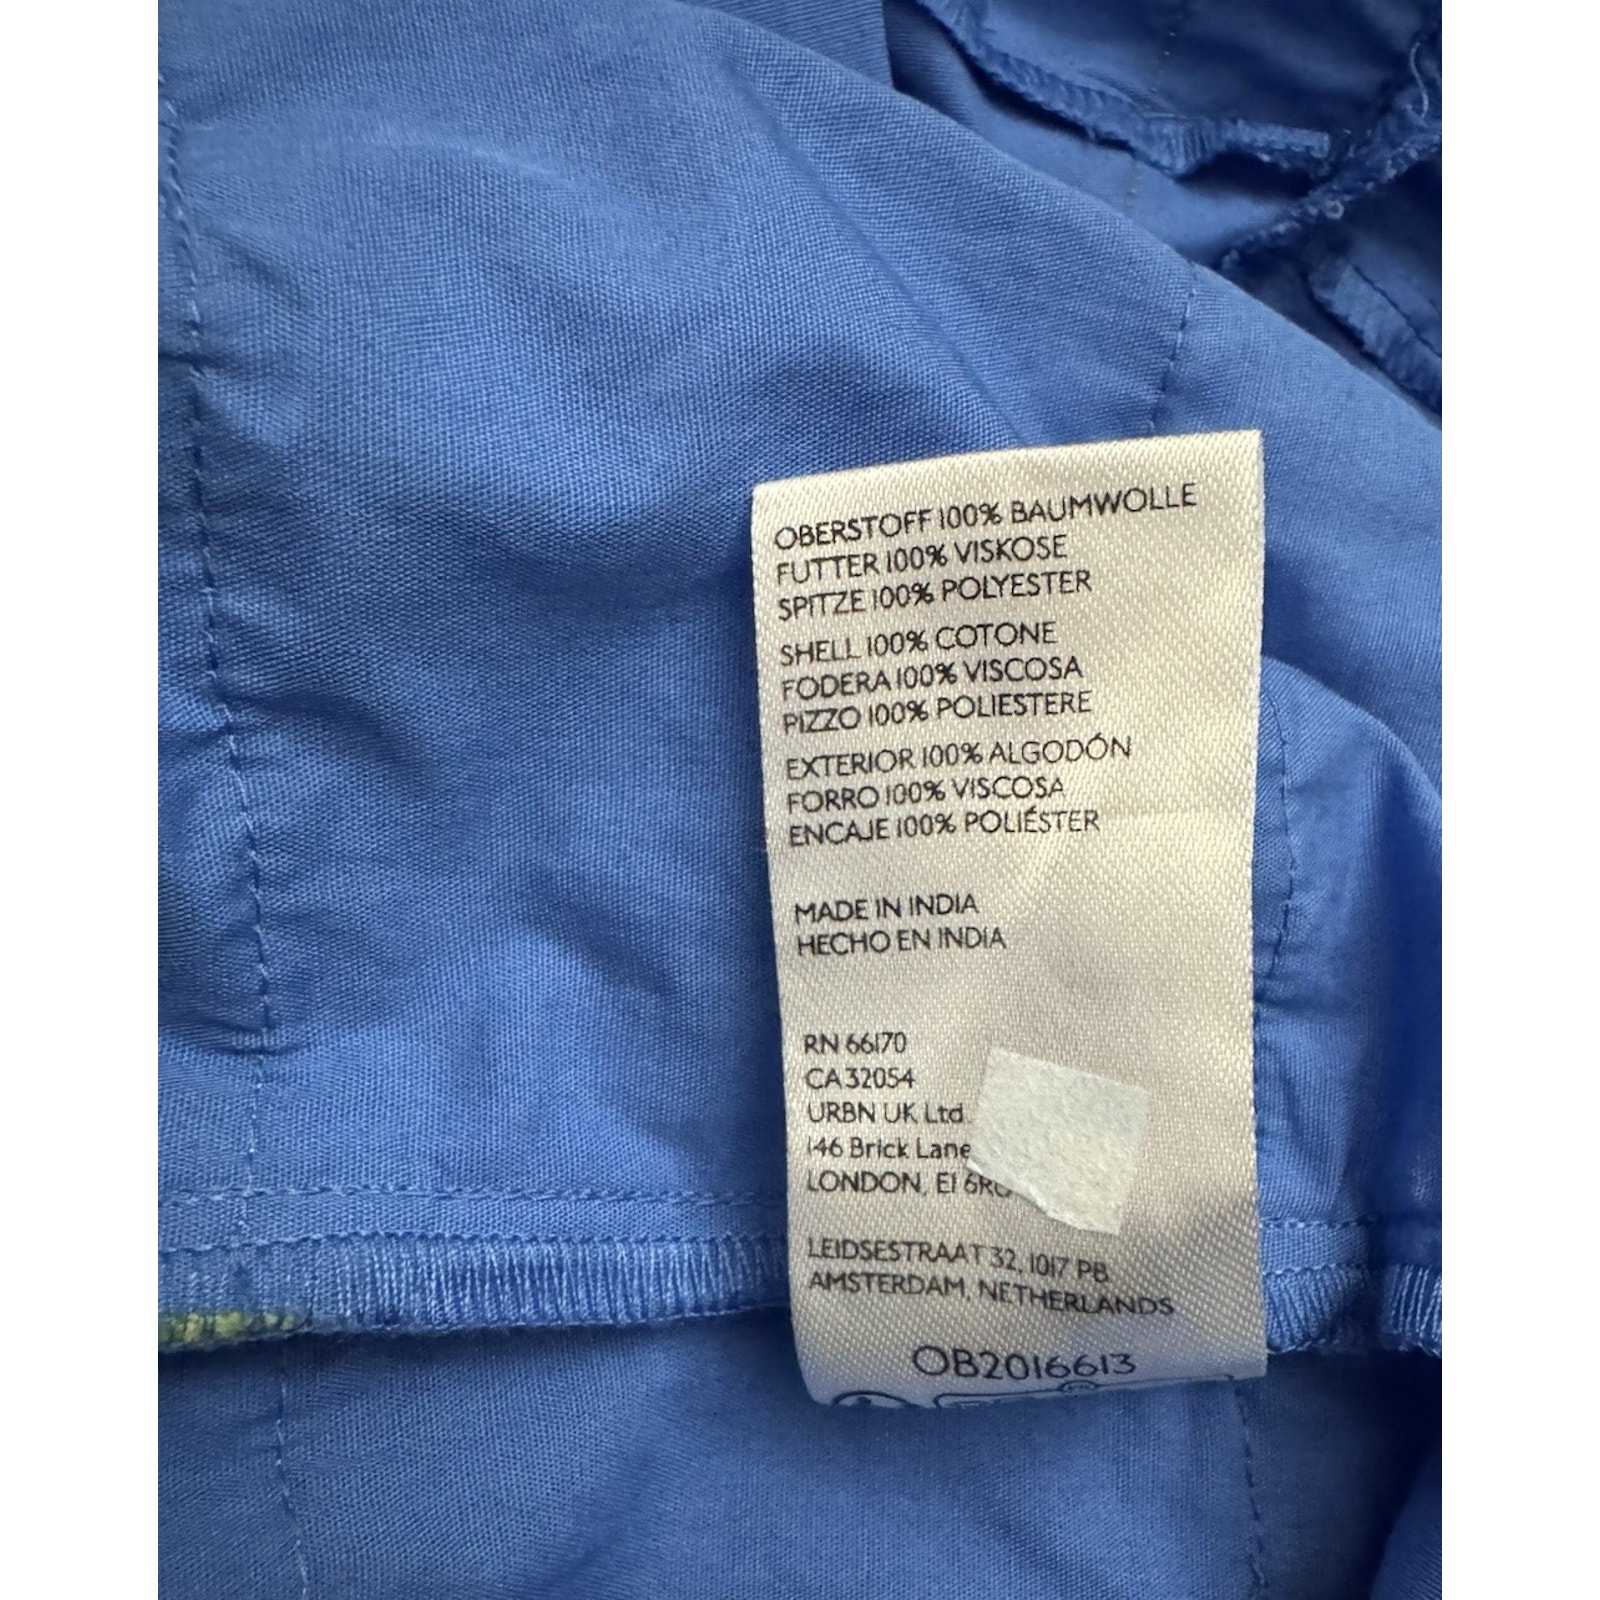 OBERSTOFF 100% BAUMWOLLE
FUTTER 100% VISKOSE
SPITZE 100% POLYESTER
SHELL 100% COTONE
FODERA 100% VISCOSA
PIZZO 100% POLIESTERE
EXTERIOR 100% ALGODÓN
FORRO 100% VISCOSA
ENCAJE 100% POLIÉSTER
MADE IN INDIA
HECHO EN INDIA
RN 66170
CA 32054
URBN UK Ltd.
146 Brick Lane
LONDON, E1
LEIDSESTRAAT 32, 1017 PB
AMSTERDAM, NETHERLANDS
OB2016613